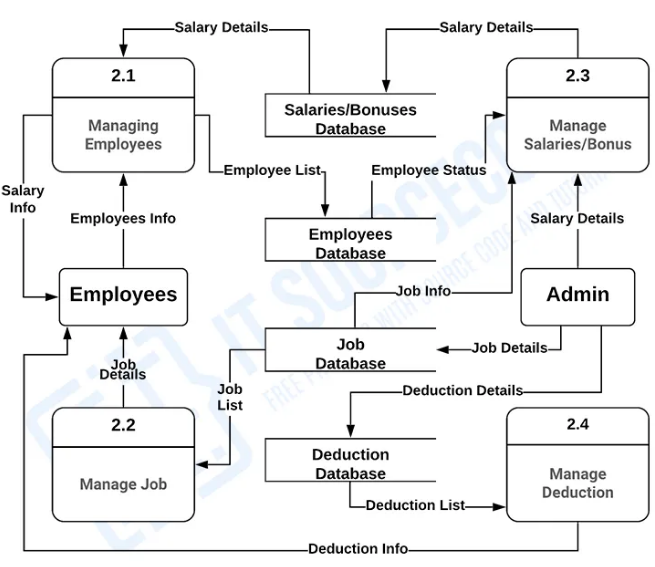 Salary Details
Salary Details
2.1
2.3
Salaries/Bonuses
Database
Managing
Employees
Manage
Salaries/Bonus
Employee List
Employee Status
Salary
Info
Employees Info
Employees
Database
Salary Details
Employees
Job Info
Admin
Job
Database
Job Details
Job
Details
Job
List
Deduction Details
2.2
2.4
Deduction
Database
Manage Job
Manage
Deduction
Deduction List
Deduction Info